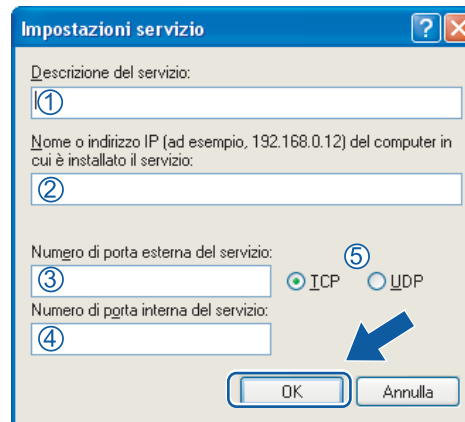 Impostazioni servizio
Descrizione del servizio:
①
Nome o indirizzo IP (ad esempio, 192.168.0.12) del computer in
cui è installato il servizio:
②
Numero di porta esterna del servizio:
③
⑤
TCP
UDP
Numero di porta interna del servizio:
④
OK
Annulla